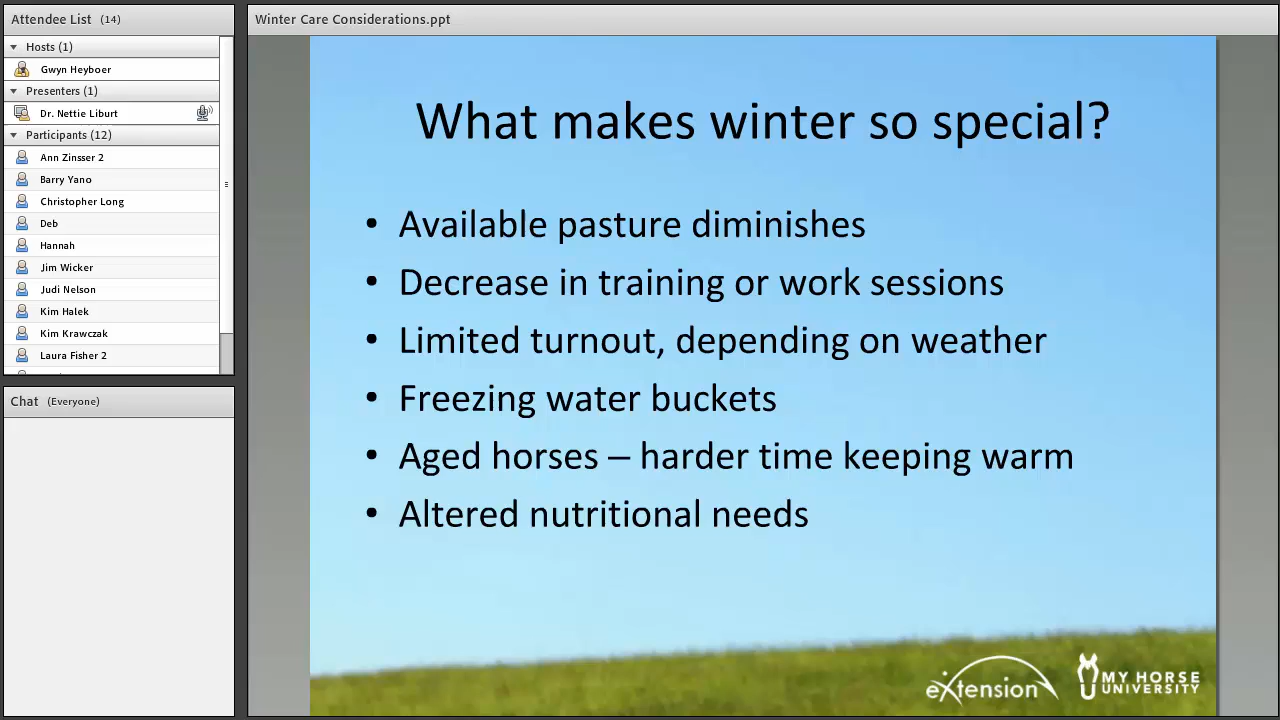 Attendee List (14)
Hosts (1)
Gwyn Heyboer
Presenters (1)
Dr. Nettie Liburt
Participants (12)
Ann Zinsser 2
Barry Yano
Christopher Long
Deb
Hannah
Jim Wicker
Judi Nelson
Kim Halek
Kim Krawczak
Laura Fisher 2
Chat (Everyone)
Winter Care Considerations.ppt
What makes winter so special?
• Available pasture diminishes
• Decrease in training or work sessions
• Limited turnout, depending on weather
• Freezing water buckets
• Aged horses – harder time keeping warm
• Altered nutritional needs
eXtension
MY HORSE
UNIVERSITY